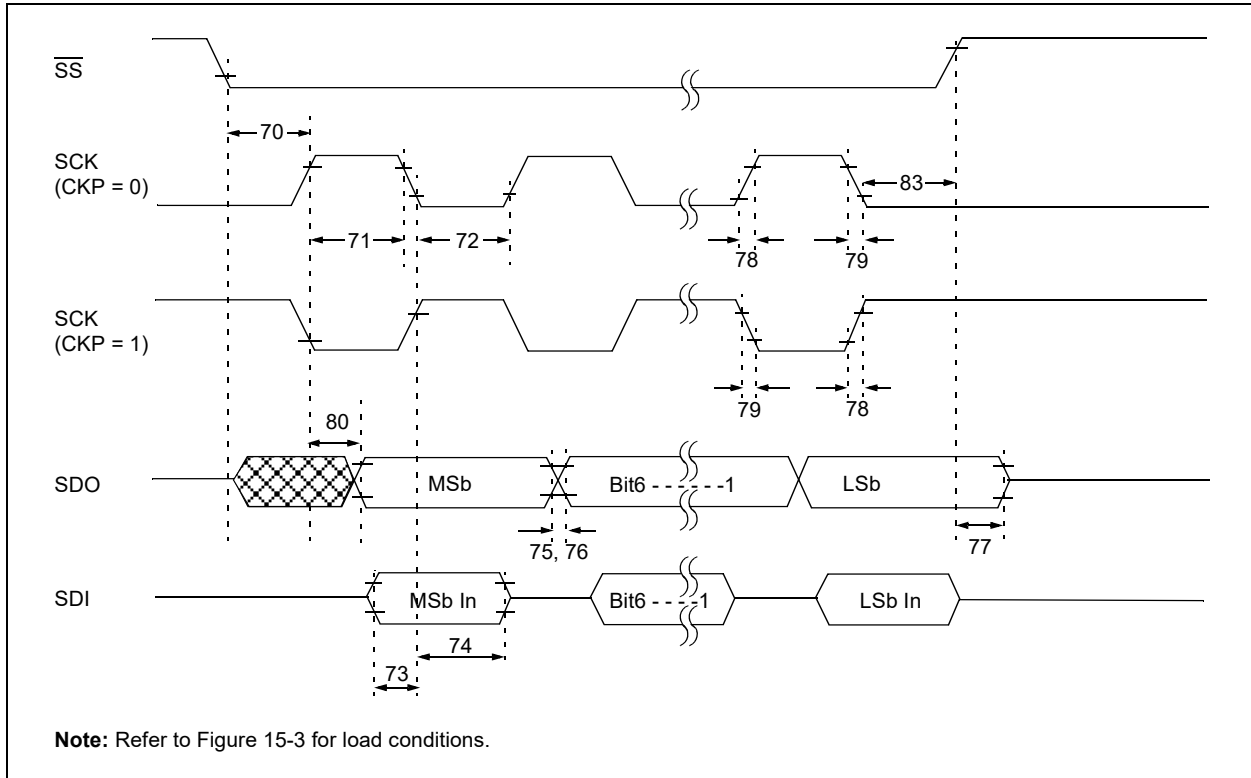 SS
70
SCK
(CKP = 0)
83
71
72
78
79
SCK
(CKP = 1)
79
78
80
SDO
MSb
Bit6 - - - - - -1
LSb
75, 76
77
SDI
MSb In
Bit6 - - - - -1
LSb In
74
73
Note: Refer to Figure 15-3 for load conditions.